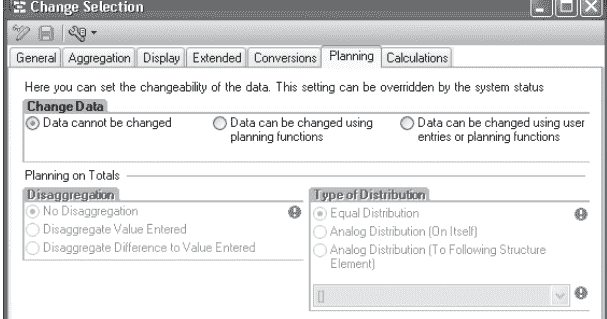 Change Selection
General Aggregation Display Extended Conversions Planning Calculations
Here you can set the changeability of the data. This setting can be overridden by the system status
Change Data
Data cannot be changed
Data can be changed using
planning functions
Data can be changed using user
entries or planning functions
Planning on Totals
Disaggregation
No Disaggregation
Disaggregate Value Entered
Disaggregate Difference to Value Entered
Type of Distribution
Equal Distribution
Analog Distribution (On Itself)
Analog Distribution (To Following Structure
Element)
[]